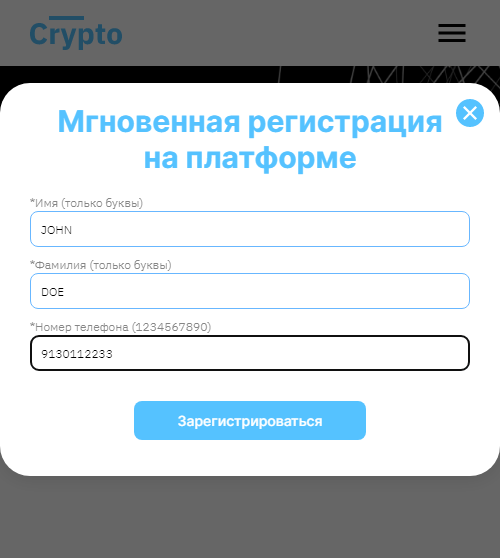 Crypto
Мгновенная регистрация
на платформе
*Имя (только буквы)
JOHN
*Фамилия (только буквы)
DOE
*Номер телефона (1234567890)
9130112233
Зарегистрироваться